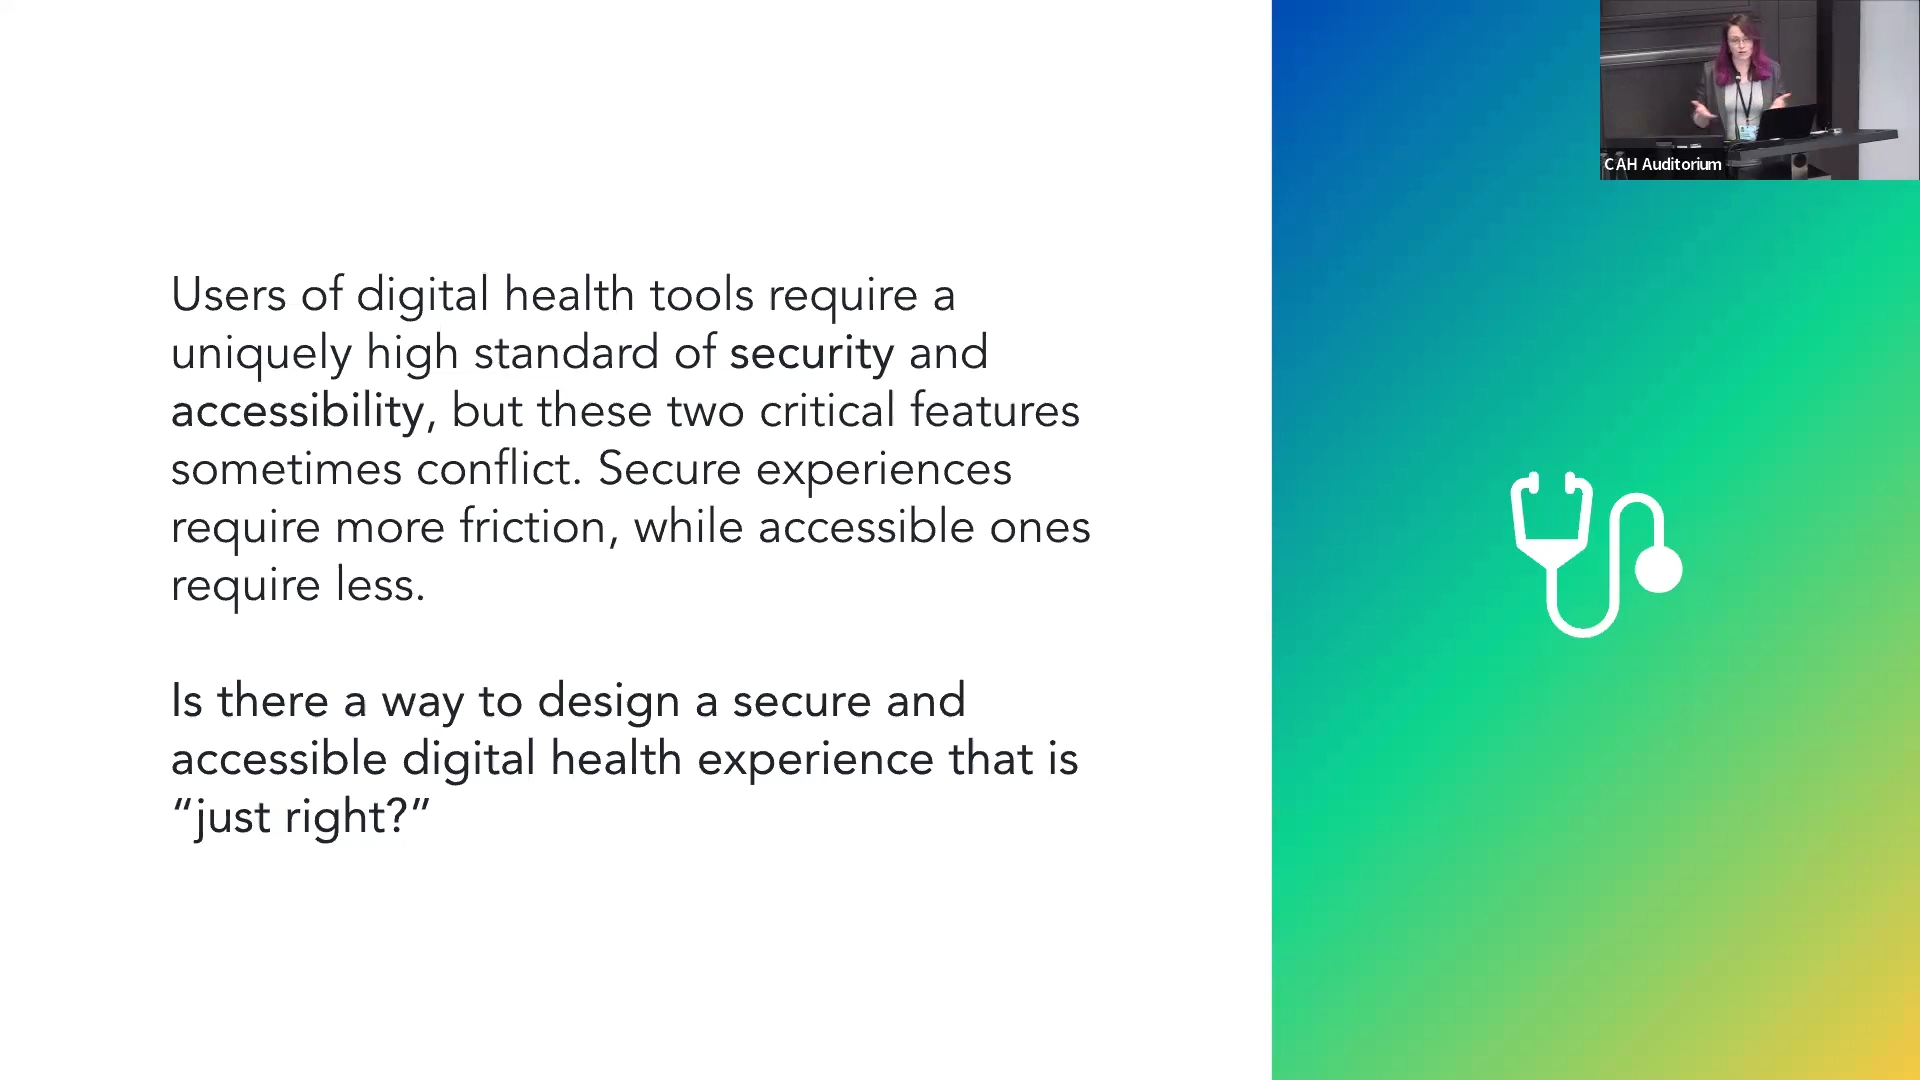 Users of digital health tools require a
uniquely high standard of security and
accessibility, but these two critical features
sometimes conflict. Secure experiences
require more friction, while accessible ones
require less.
Is there a way to design a secure and
accessible digital health experience that is
“just right?”
CAH Auditorium